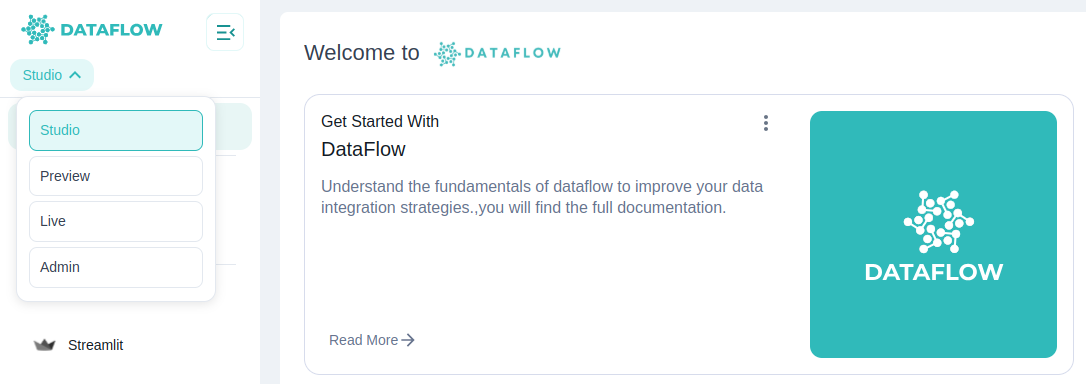 DATAFLOW
Studio
Studio
Preview
Live
Admin
Streamlit
Welcome to DATAFLOW
Get Started With
DataFlow
Understand the fundamentals of dataflow to improve your data
integration strategies.,you will find the full documentation.
Read More
DATAFLOW